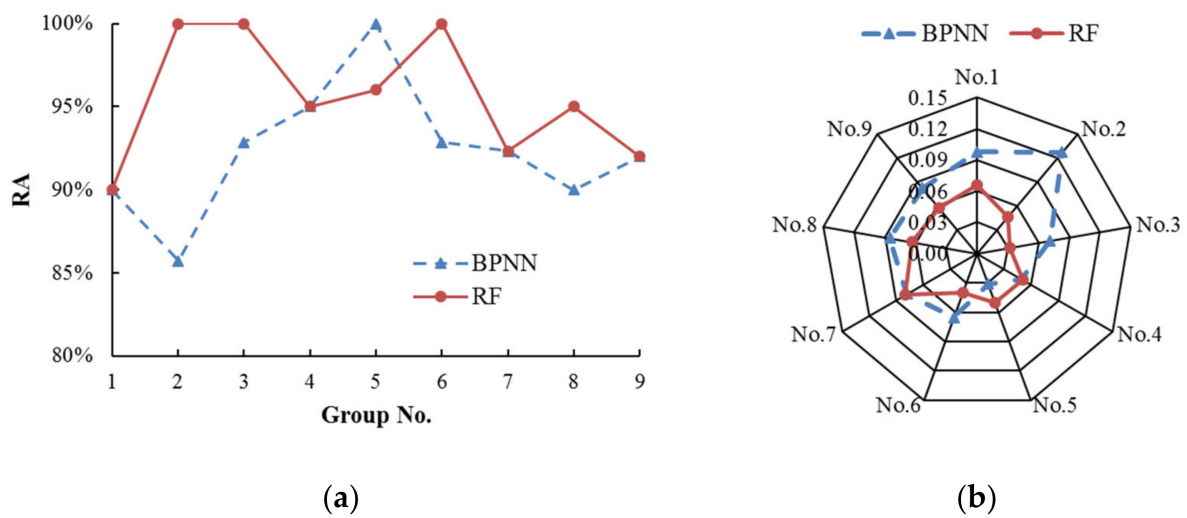 100%
95%
90%
85%
80%
RA
BPNN
RF
1 2 3 4 5 6 7 8 9
Group No.
(a)
BPNN RF
No.1
No.2
No.3
No.4
No.5
No.6
No.7
No.8
No.9
0.15
0.12
0.09
0.06
0.03
0.00
(b)